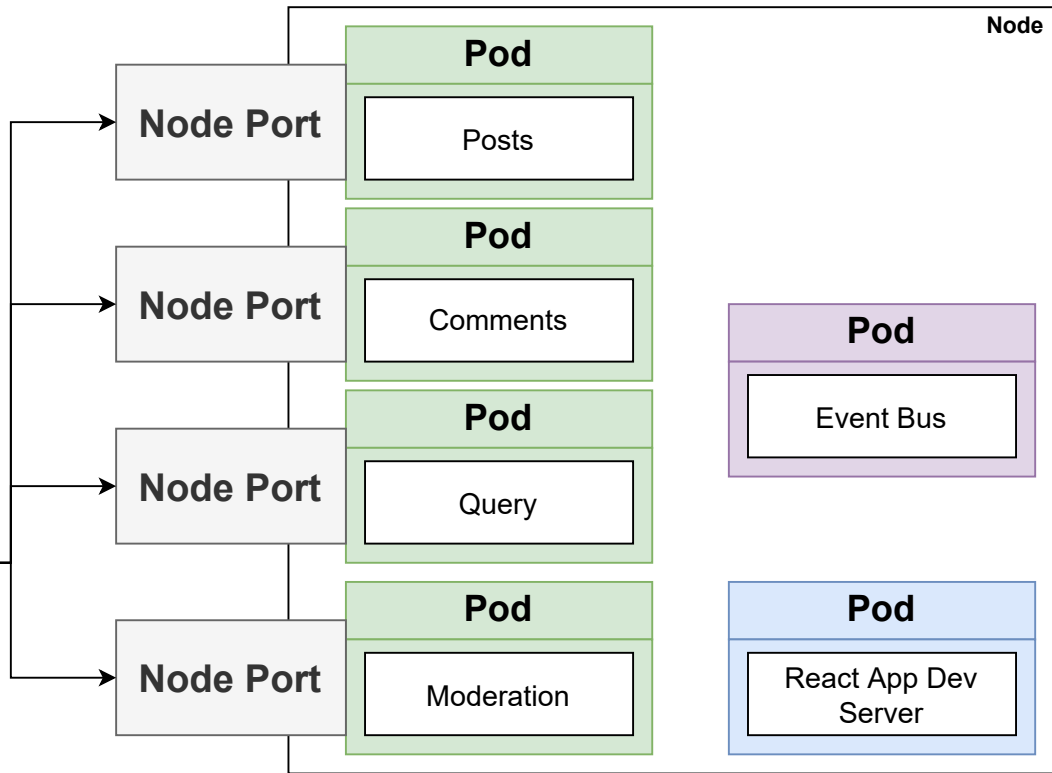 Node
Pod
Node Port
Posts
Pod
Node Port
Comments
Pod
Event Bus
Pod
Node Port
Query
Pod
Node Port
Moderation
Pod
React App Dev
Server